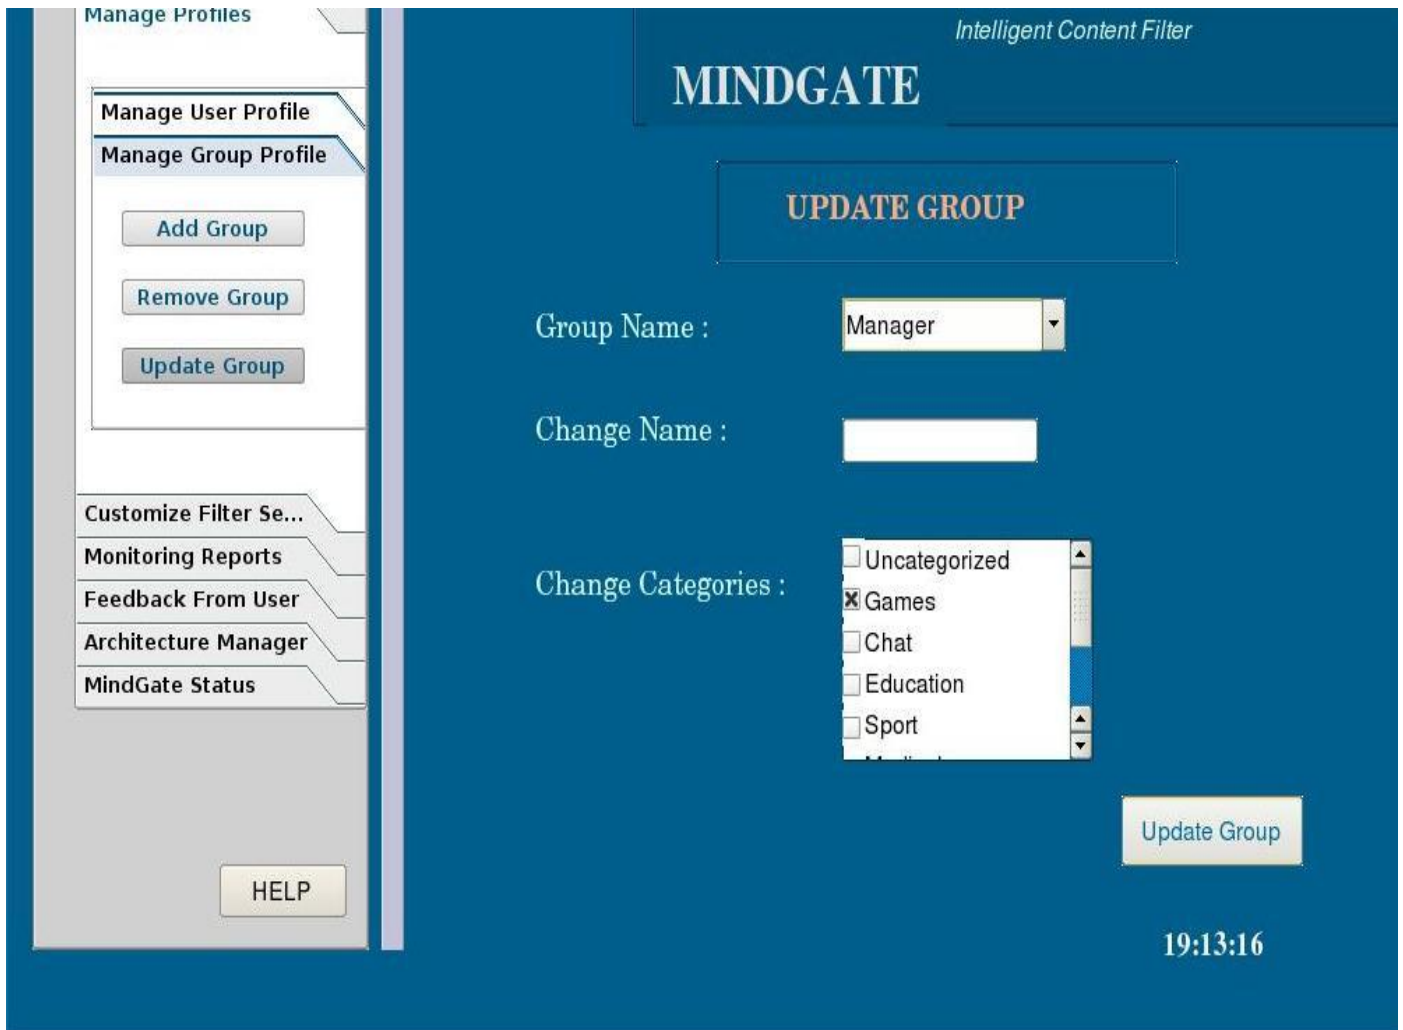 Manage Profiles
Manage User Profile
Manage Group Profile
Add Group
Remove Group
Update Group
Customize Filter Se...
Monitoring Reports
Feedback From User
Architecture Manager
MindGate Status
HELP
Intelligent Content Filter
MINDGATE
UPDATE GROUP
Group Name :
Manager
Change Name :
Change Categories :
Uncategorized
Games
Chat
Education
Sport
Update Group
19:13:16